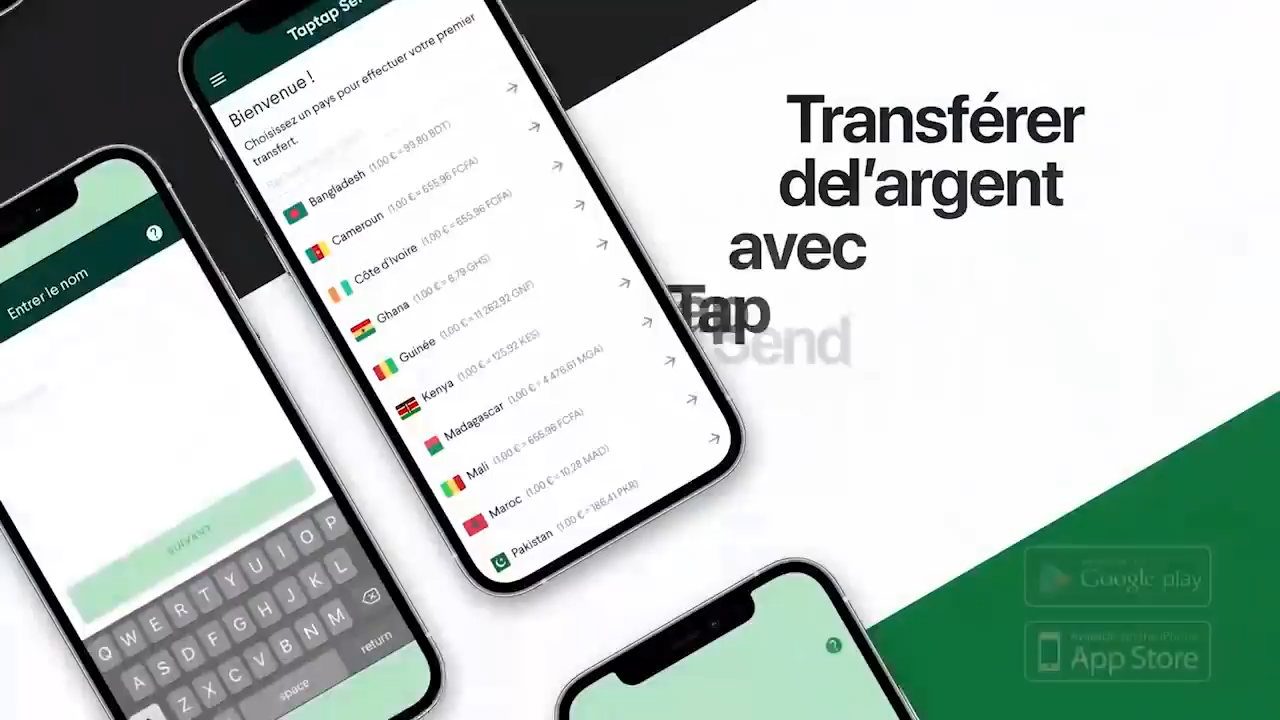 Taptap Send
Bienvenue !
Choisissez un pays pour effectuer votre premier
transfert.
Bangladesh (1,00 € = 99,80 BDT)
Cameroun (1,00 € = 655,96 FCFA)
Côte d'Ivoire (1,00 € = 655,96 FCFA)
Ghana (1,00 € = 6,79 GHS)
Guinée (1,00 € = 11 262,92 GNF)
Kenya (1,00 € = 125,92 KES)
Madagascar (1,00 € = 4 476,61 MGA)
Mali (1,00 € = 655,96 FCFA)
Maroc (1,00 € = 10,28 MAD)
Pakistan (1,00 € = 186,41 PKR)
Entrer le nom
?
SUIVANT
Q W E R T Y U I O P
A S D F G H J K L
Z X C V B N M
space return
Transférer
de l'argent
avec
Tap
Send
?
Google play
App Store